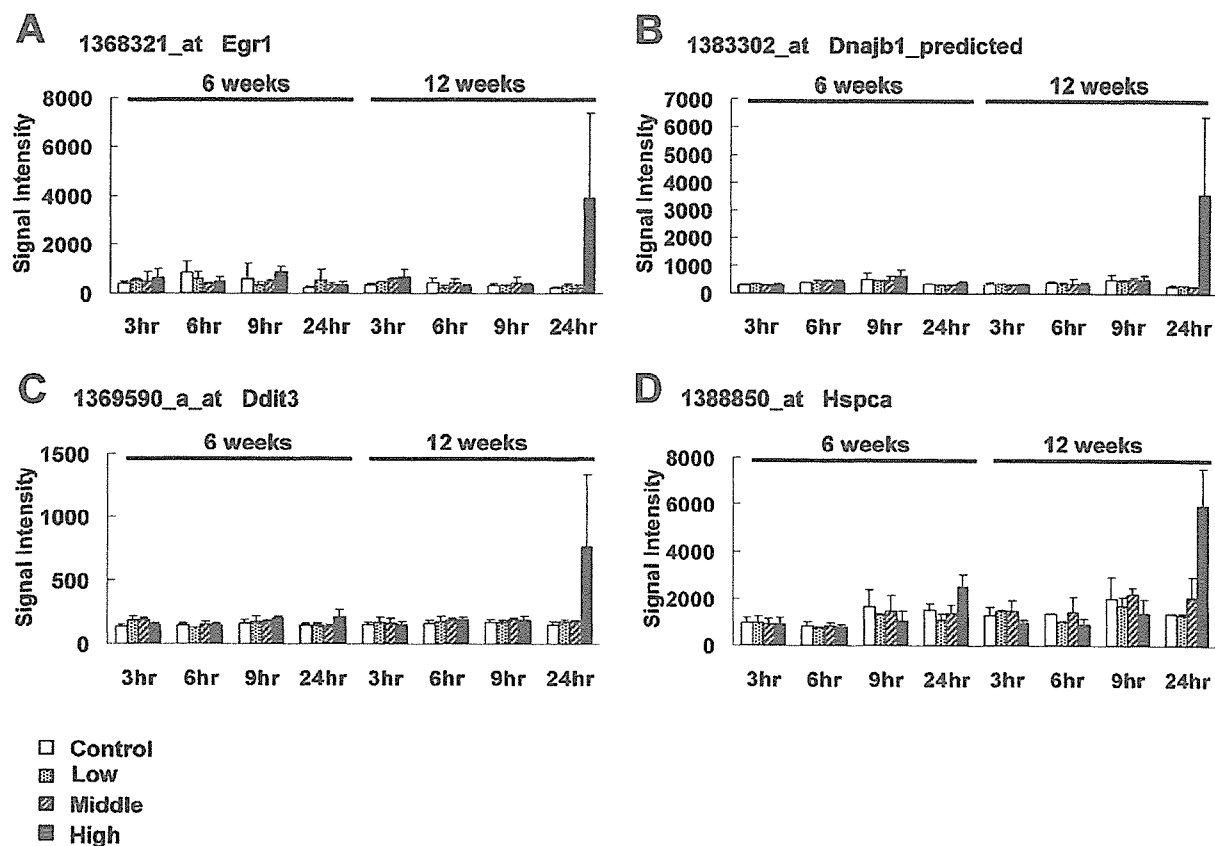 A 1368321_at Egr1
6 weeks 12 weeks
8000
6000
4000
2000
0
Signal Intensity
3hr 6hr 9hr 24hr 3hr 6hr 9hr 24hr
B 1383302_at Dnajb1_predicted
6 weeks 12 weeks
7000
6000
5000
4000
3000
2000
1000
0
Signal Intensity
3hr 6hr 9hr 24hr 3hr 6hr 9hr 24hr
C 1369590_a_at Ddit3
6 weeks 12 weeks
1500
1000
500
0
Signal Intensity
3hr 6hr 9hr 24hr 3hr 6hr 9hr 24hr
D 1388850_at Hspca
6 weeks 12 weeks
8000
6000
4000
2000
0
Signal Intensity
3hr 6hr 9hr 24hr 3hr 6hr 9hr 24hr
Control
Low
Middle
High